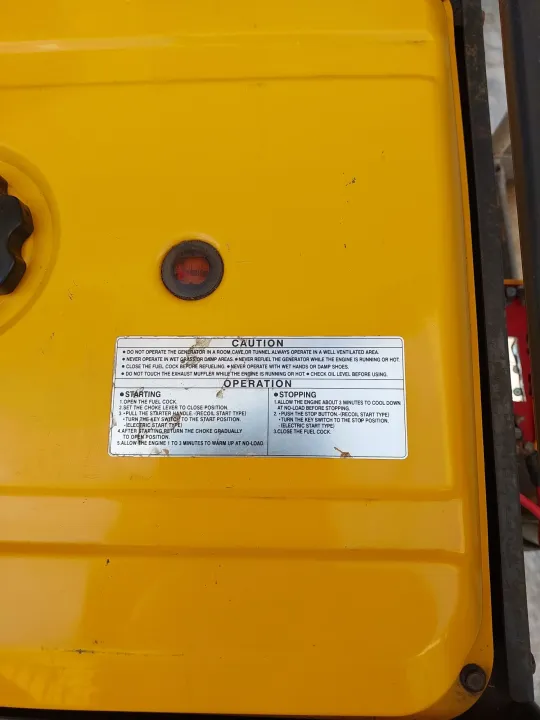 CAUTION
● DO NOT OPERATE THE GENERATOR IN A ROOM,CAVE,OR TUNNEL,ALWAYS OPERATE IN A WELL VENTILATED AREA.
● NEVER OPERATE IN WET GRASS OR DAMP AREAS. ● NEVER REFUEL THE GENERATOR WHILE THE ENGINE IS RUNNING OR HOT.
● CLOSE THE FUEL COCK BEFORE REFUELING. ● NEVER OPERATE WITH WET HANDS OR DAMP SHOES.
● DO NOT TOUCH THE EXHAUST MUFFLER WHILE THE ENGINE IS RUNNING OR HOT ● CHECK OIL LEVEL BEFORE USING.
OPERATION
● STARTING
1.OPEN THE FUEL COCK.
2.SET THE CHOKE LEVER TO CLOSE POSITION.
3・PULL THE STARTER HANDLE.(RECOIL START TYPE)
・TURN THE KEY SWITCH TO THE START POSITION.
・(ELECTRIC START TYPE)
4.AFTER STARTING,RETURN THE CHOKE GRADUALLY
TO OPEN POSITION.
5.ALLOW THE ENGINE 1 TO 3 MINUTES TO WARM UP AT NO-LOAD.
● STOPPING
1.ALLOW THE ENGINE ABOUT 3 MINUTES TO COOL DOWN
AT NO-LOAD BEFORE STOPPING.
2.・PUSH THE STOP BUTTON.(RECOIL START TYPE)
・TURN THE KEY SWITCH TO THE STOP POSITION.
・(ELECTRIC START TYPE)
3.CLOSE THE FUEL COCK.